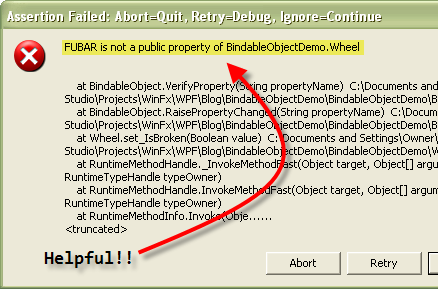 Assertion Failed: Abort=Quit, Retry=Debug, Ignore=Continue
FUBAR is not a public property of BindableObjectDemo.Wheel
at BindableObject.VerifyProperty(String propertyName) C:\Documents and
Studio\Projects\WinFx\WPF\Blog\BindableObjectDemo\BindableObjectDemo\B
at BindableObject.RaisePropertyChanged(String propertyName) C:\Docum
Studio\Projects\WinFx\WPF\Blog\BindableObjectDemo\BindableObjectDemo\B
at Wheel.set_IsBroken(Boolean value) C:\Documents and Settings\Owner\
Studio\Projects\WinFx\WPF\Blog\BindableObjectDemo\BindableObjectDemo\W
at RuntimeMethodHandle._InvokeMethodFast(Object target, Object[] argum
RuntimeTypeHandle typeOwner)
at RuntimeMethodHandle.InvokeMethodFast(Object target, Object[] argume
RuntimeTypeHandle typeOwner)
at RuntimeMethodInfo.Invoke(Obje......
<truncated>
Helpful!!
Abort
Retry